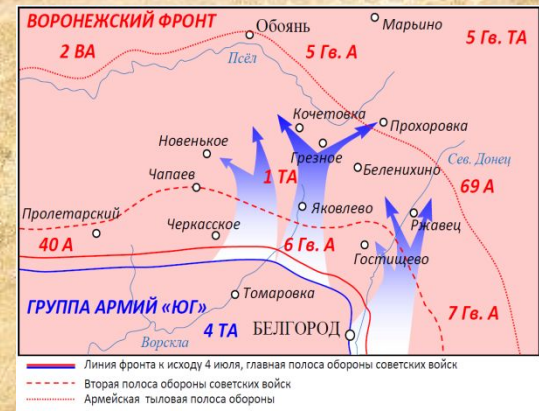 ВОРОНЕЖСКИЙ ФРОНТ
Обоянь
Марьино
2 ВА
5 Гв. А
5 Гв. ТА
Псёл
Кочетовка
Прохоровка
Новенькое
Грезное
Сев. Донец
Беленихино
Чапаев
1 ТА
69 А
Пролетарский
Яковлево
Ржавец
Черкасское
40 А
6 Гв. А
Гостищево
Томаровка
7 Гв. А
ГРУППА АРМИЙ «ЮГ»
4 ТА
БЕЛГОРОД
Ворскла
Линия фронта к исходу 4 июля, главная полоса обороны советских войск
Вторая полоса обороны советских войск
Армейская тыловая полоса обороны